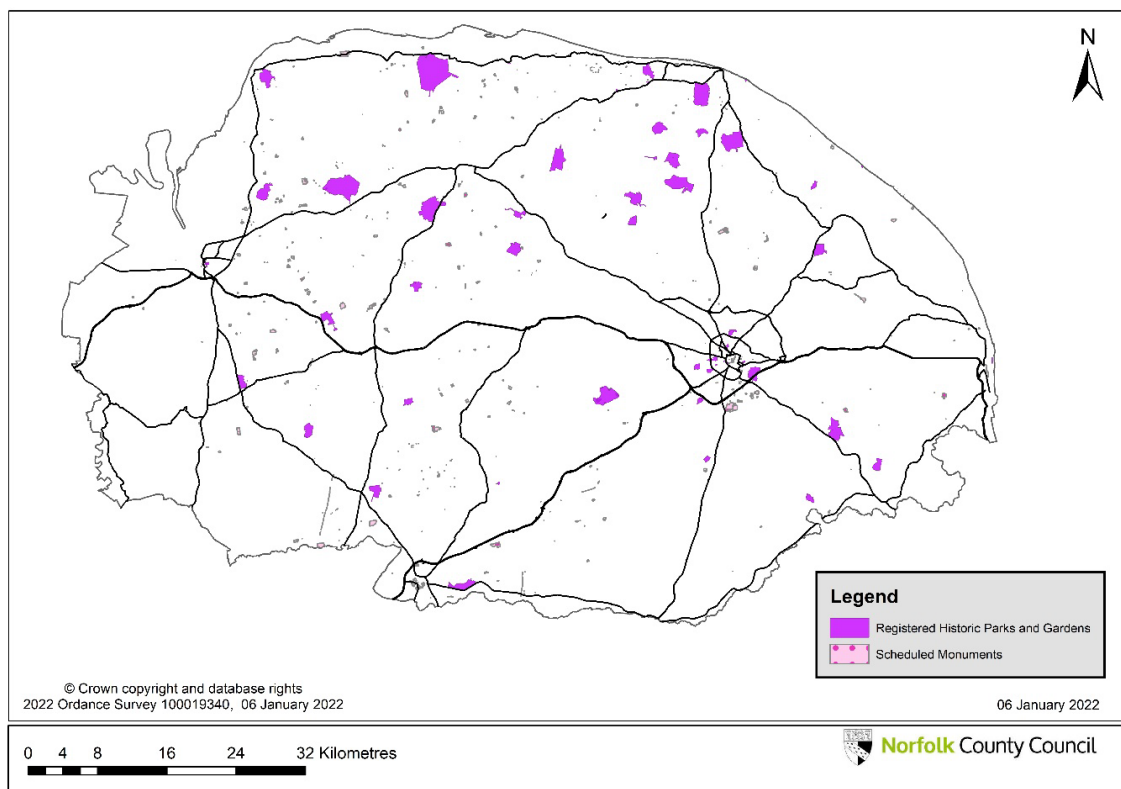 N
Legend
Registered Historic Parks and Gardens
Scheduled Monuments
© Crown copyright and database rights
2022 Ordance Survey 100019340, 06 January 2022
06 January 2022
0 4 8 16 24 32 Kilometres
Norfolk County Council